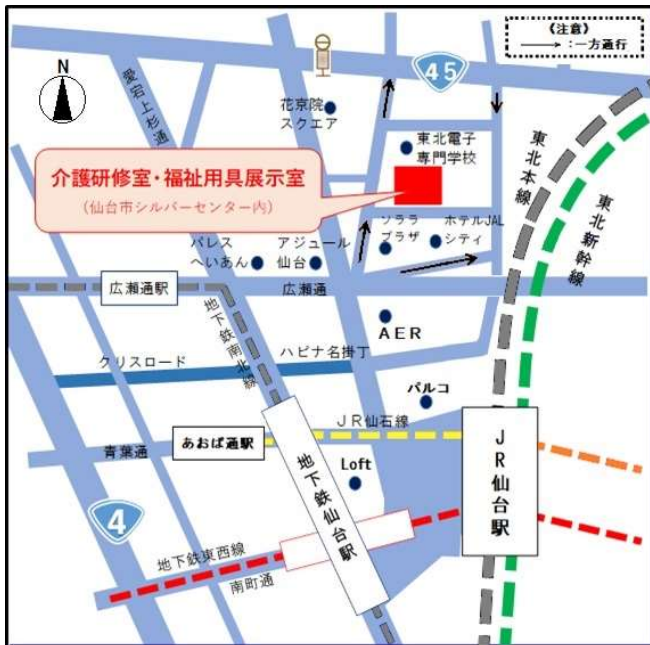 《注意》
:一方通行
N
45
愛宕上杉通
花京院
スクエア
東北電子
専門学校
東北本線
東北新幹線
介護研修室・福祉用具展示室
(仙台市シルバーセンター内)
ソララ
プラザ
ホテルJAL
シティ
パレス
へいあん
アジュール
仙台
広瀬通駅
広瀬通
地下鉄南北線
AER
クリスロード
ハピナ名掛丁
パルコ
JR仙石線
あおば通駅
青葉通
JR仙台駅
地下鉄仙台駅
Loft
4
地下鉄東西線
南町通